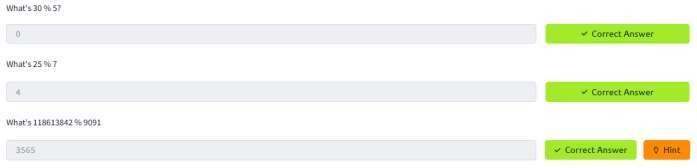 What's 30 % 5?
0
✓ Correct Answer
What's 25 % 7
4
✓ Correct Answer
What's 118613842 % 9091
3565
✓ Correct Answer
Hint